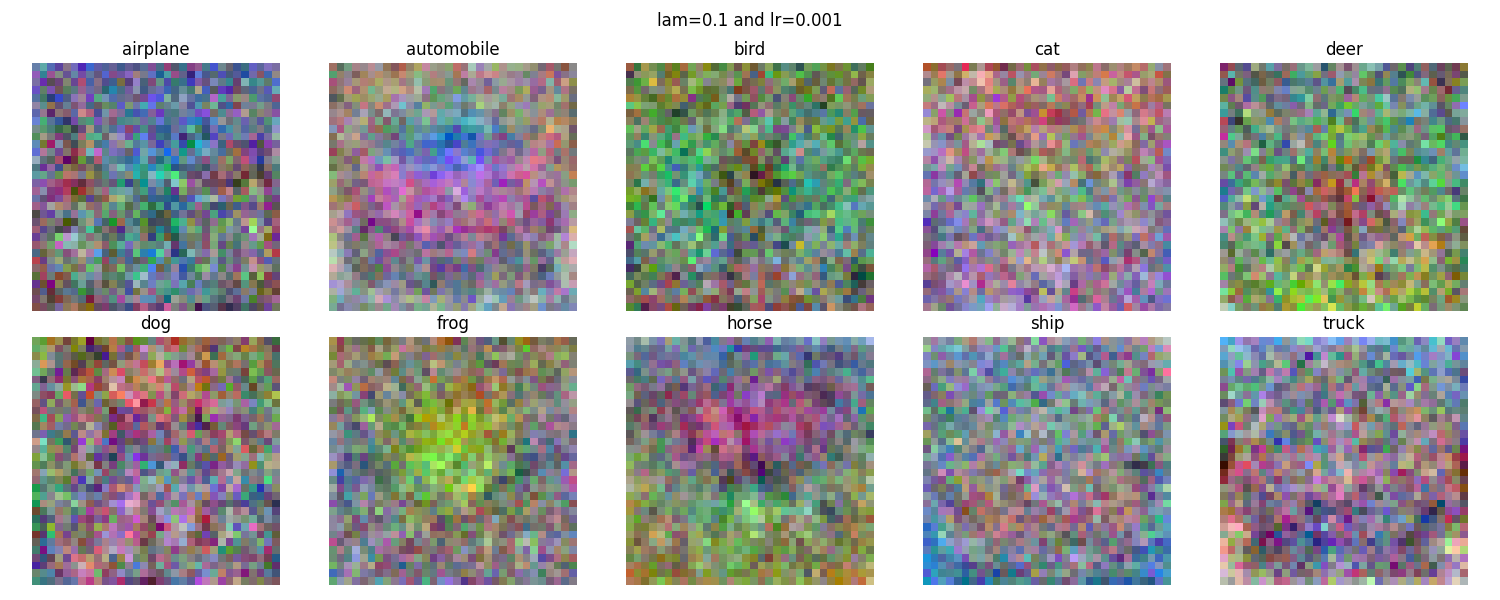 lam=0.1 and lr=0.001
airplane automobile bird cat deer
dog frog horse ship truck